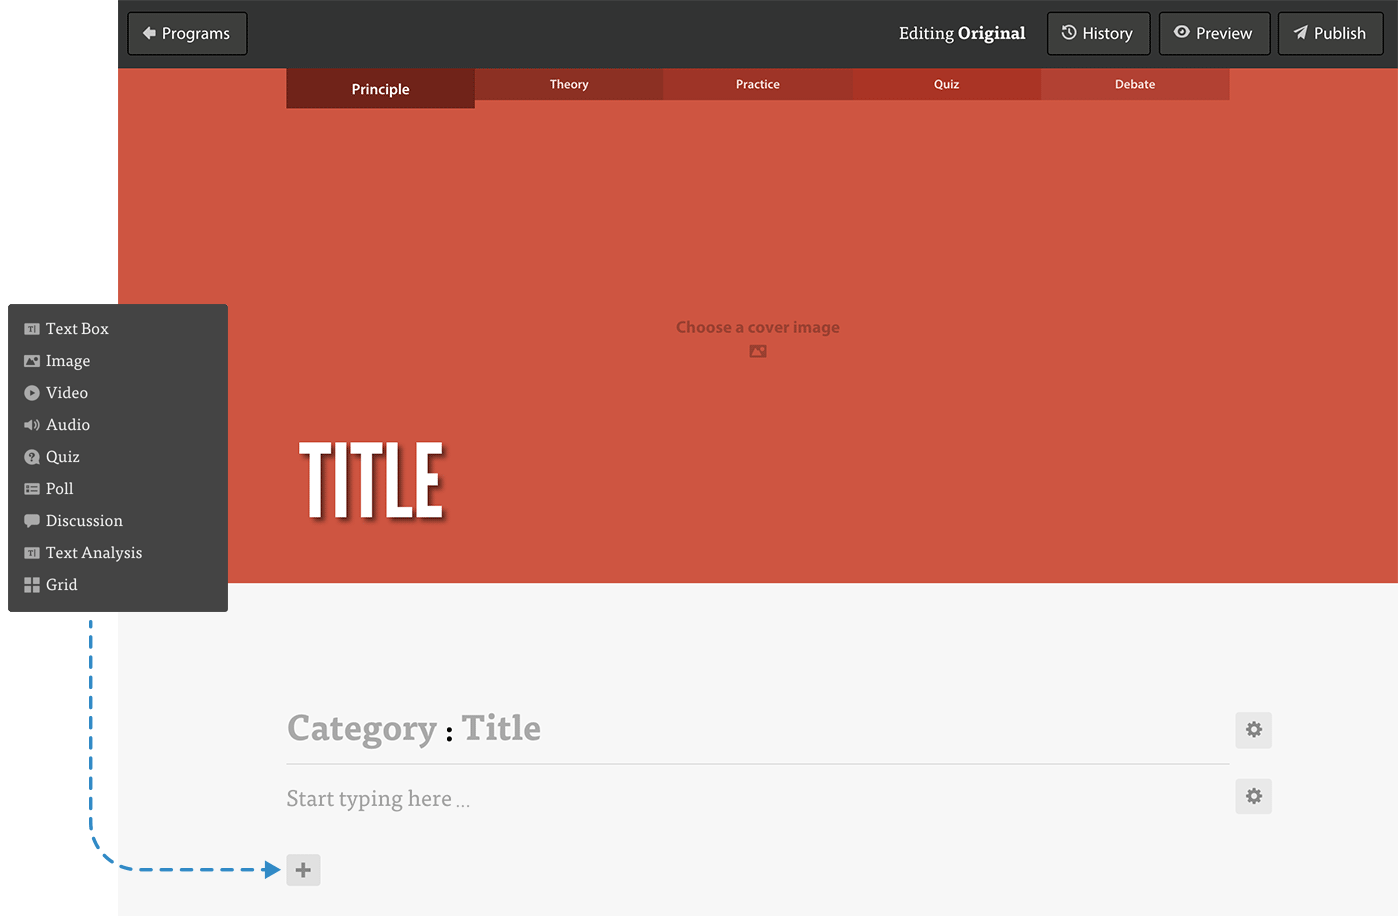 Programs
Editing Original
History
Preview
Publish
Principle
Theory
Practice
Quiz
Debate
Choose a cover image
TITLE
Text Box
Image
Video
Audio
Quiz
Poll
Discussion
Text Analysis
Grid
Category : Title
Start typing here ...